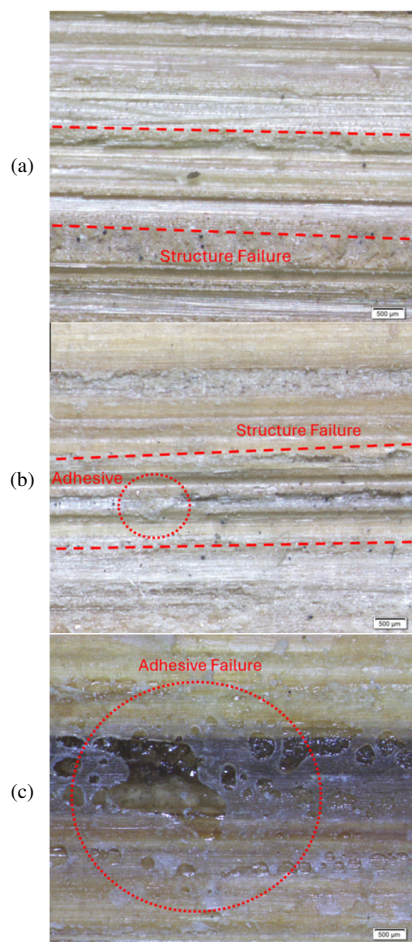 (a)
Structure Failure
500 µm
Structure Failure
(b)
Adhesive
500 µm
Adhesive Failure
(c)
500 µm